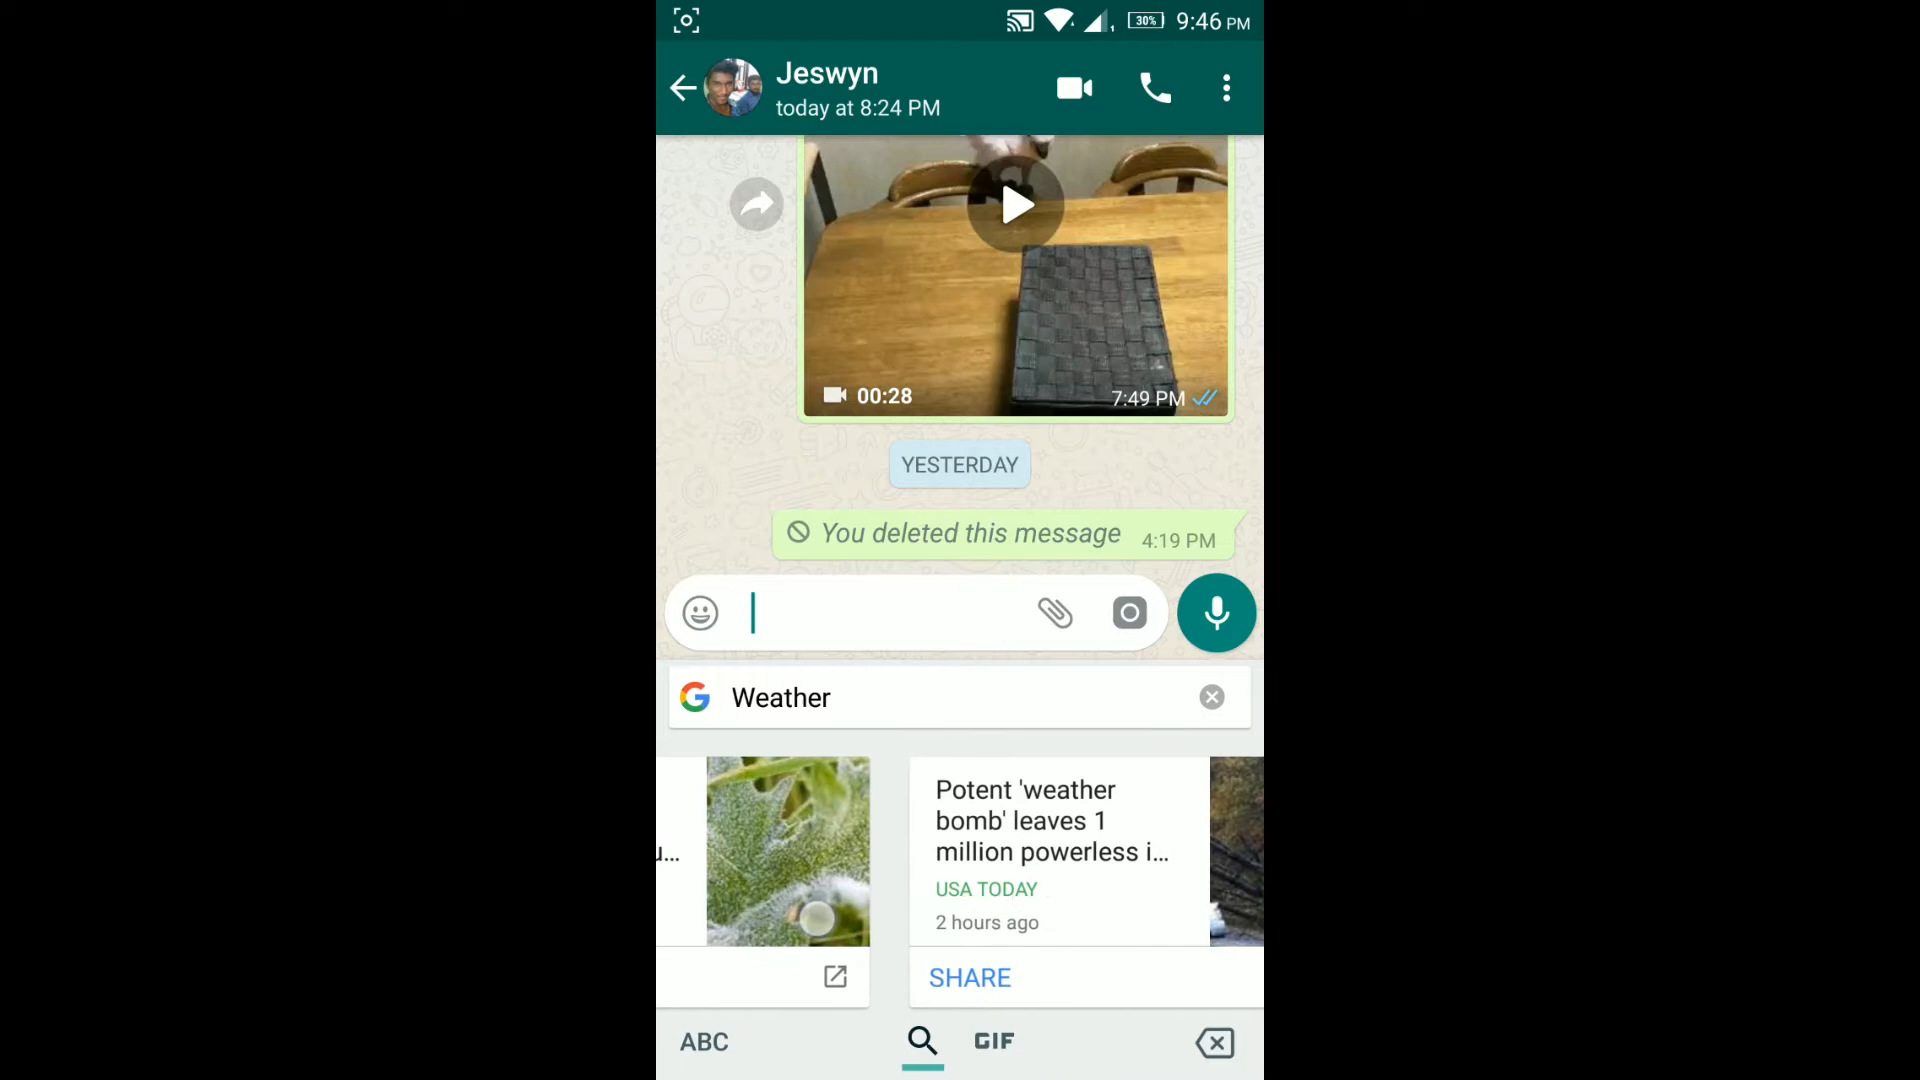 30% 9:46 PM
Jeswyn
today at 8:24 PM
00:28
7:49 PM
YESTERDAY
You deleted this message 4:19 PM
G Weather
u...
Potent 'weather
bomb' leaves 1
million powerless i...
USA TODAY
2 hours ago
SHARE
ABC
GIF